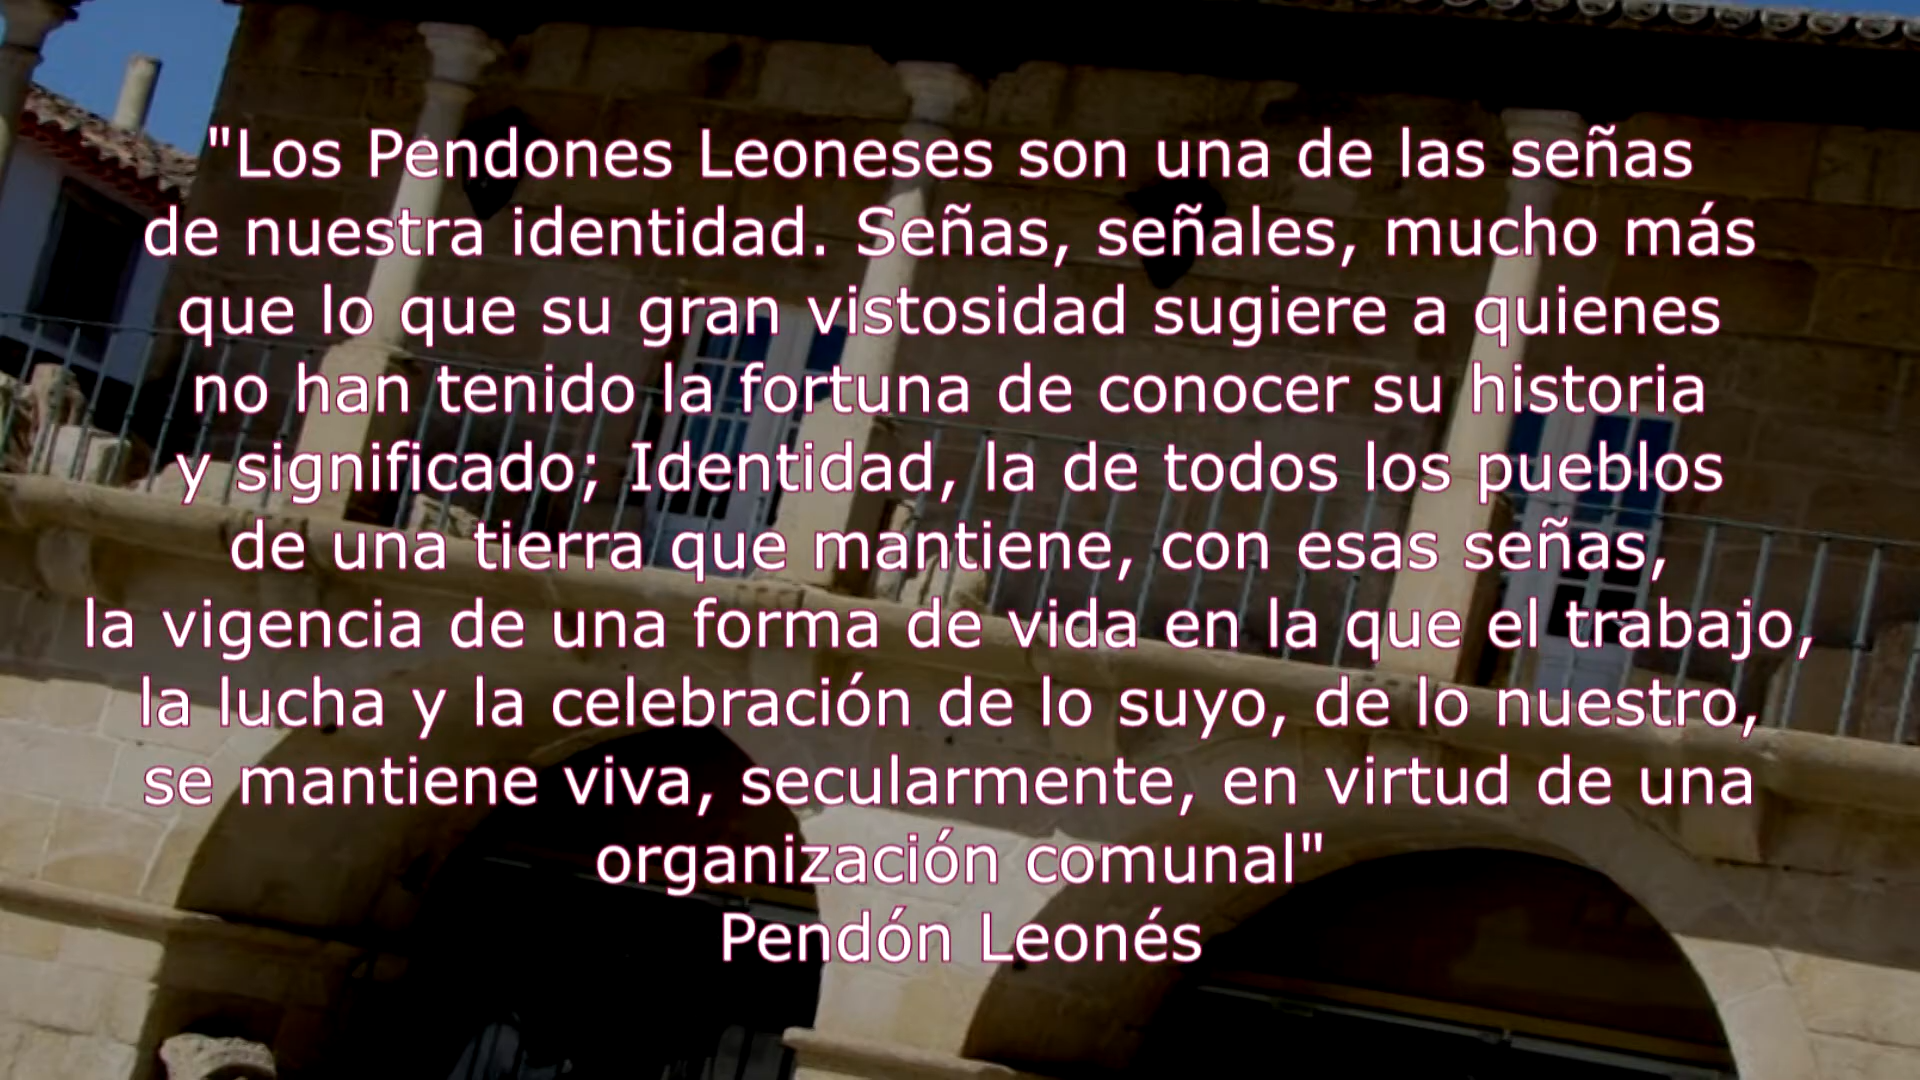 "Los Pendones Leoneses son una de las señas
de nuestra identidad. Señas, señales, mucho más
que lo que su gran vistosidad sugiere a quienes
no han tenido la fortuna de conocer su historia
y significado; Identidad, la de todos los pueblos
de una tierra que mantiene, con esas señas,
la vigencia de una forma de vida en la que el trabajo,
la lucha y la celebración de lo suyo, de lo nuestro,
se mantiene viva, secularmente, en virtud de una
organización comunal"
Pendón Leonés